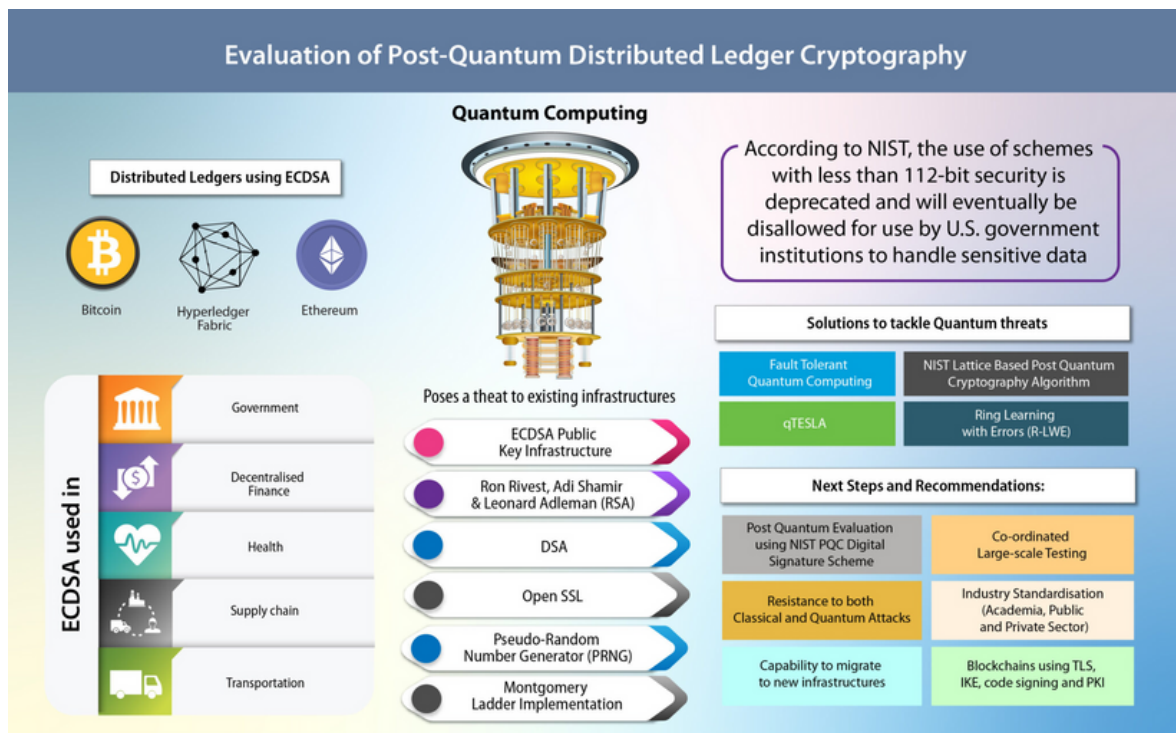 Evaluation of Post-Quantum Distributed Ledger Cryptography
Distributed Ledgers using ECDSA
Bitcoin
Hyperledger
Fabric
Ethereum
ECDSA used in
Government
Decentralised
Finance
Health
Supply chain
Transportation
Quantum Computing
Poses a threat to existing infrastructures
ECDSA Public
Key Infrastructure
Ron Rivest, Adi Shamir
& Leonard Adleman (RSA)
DSA
Open SSL
Pseudo-Random
Number Generator (PRNG)
Montgomery
Ladder Implementation
According to NIST, the use of schemes
with less than 112-bit security is
deprecated and will eventually be
disallowed for use by U.S. government
institutions to handle sensitive data
Solutions to tackle Quantum threats
Fault Tolerant
Quantum Computing
NIST Lattice Based Post Quantum
Cryptography Algorithm
qTESLA
Ring Learning
with Errors (R-LWE)
Next Steps and Recommendations:
Post Quantum Evaluation
using NIST PQC Digital
Signature Scheme
Co-ordinated
Large-scale Testing
Resistance to both
Classical and Quantum Attacks
Industry Standardisation
(Academia, Public
and Private Sector)
Capability to migrate
to new infrastructures
Blockchains using TLS,
IKE, code signing and PKI